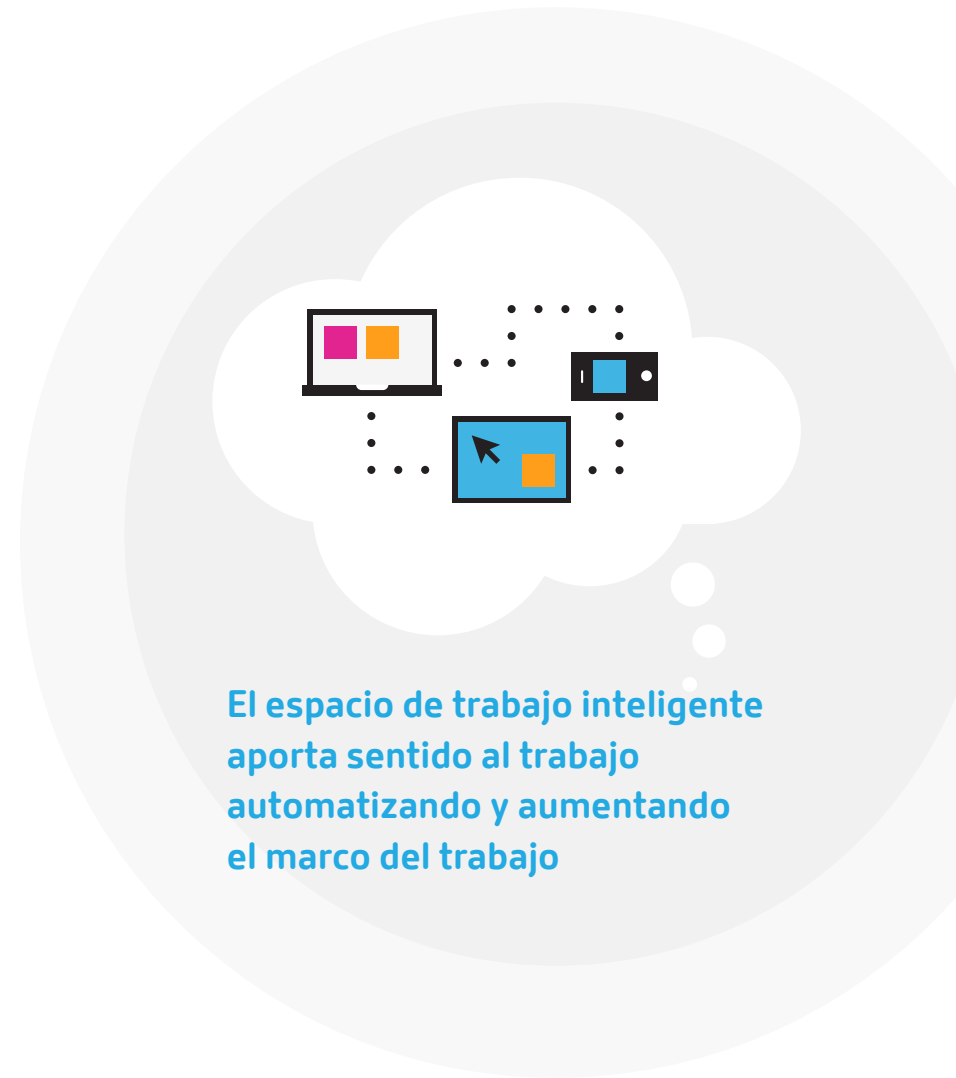 El espacio de trabajo inteligente
aporta sentido al trabajo
automatizando y aumentando
el marco del trabajo